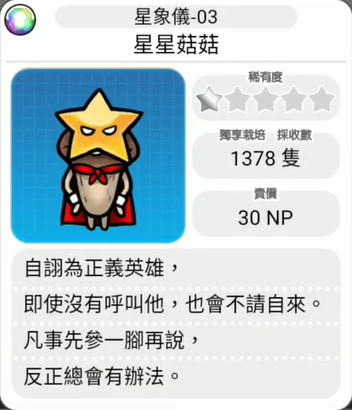 星象儀-03
星星菇菇
稀有度
獨享栽培　採收數
1378 隻
賣價
30 NP
自詡為正義英雄，
即使沒有呼叫他，也會不請自來。
凡事先參一腳再說，
反正總會有辦法。